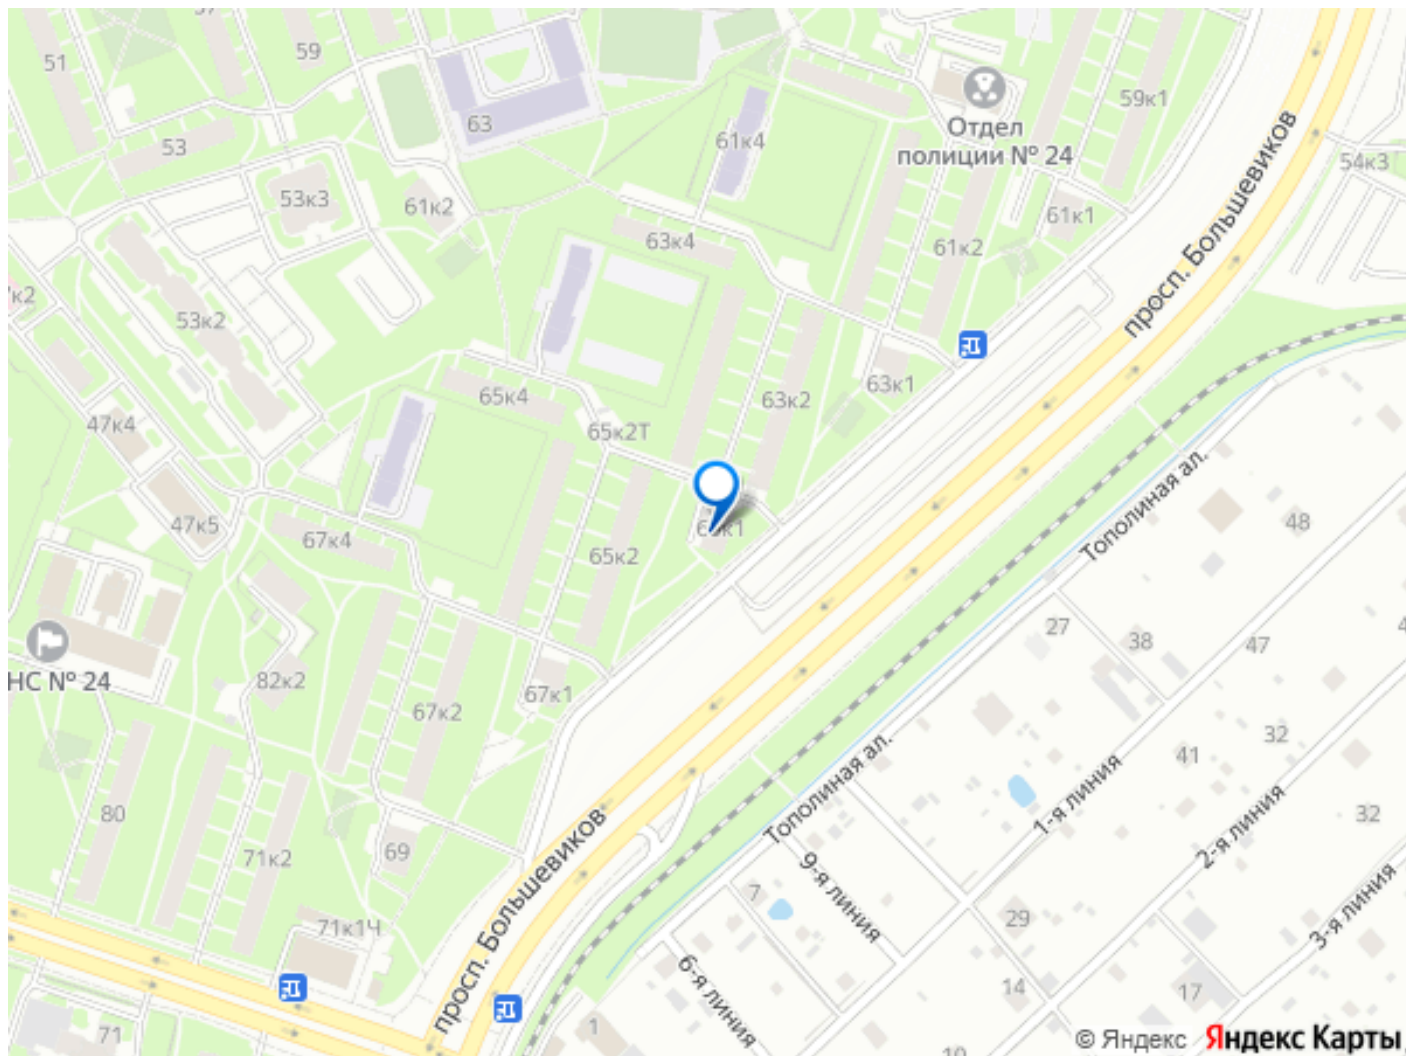 57
51
59
63
53
61к4
59к1
Отдел
полиции № 24
54к3
53к3
61к2
61к1
63к4
61к2
просп. Большевиков
53к2
65к4
63к2
63к1
47к4
65к2Т
47к5
67к4
65к2
Тополиная ал.
48
27
38
47
НС № 24
82к2
67к2
67к1
41
32
80
71к2
69
просп. Большевиков
Тополиная ал.
1-я линия
2-я линия
32
71к1Ч
7
9-я линия
29
3-я линия
6-я линия
14
17
71
1
© Яндекс Яндекс Карты